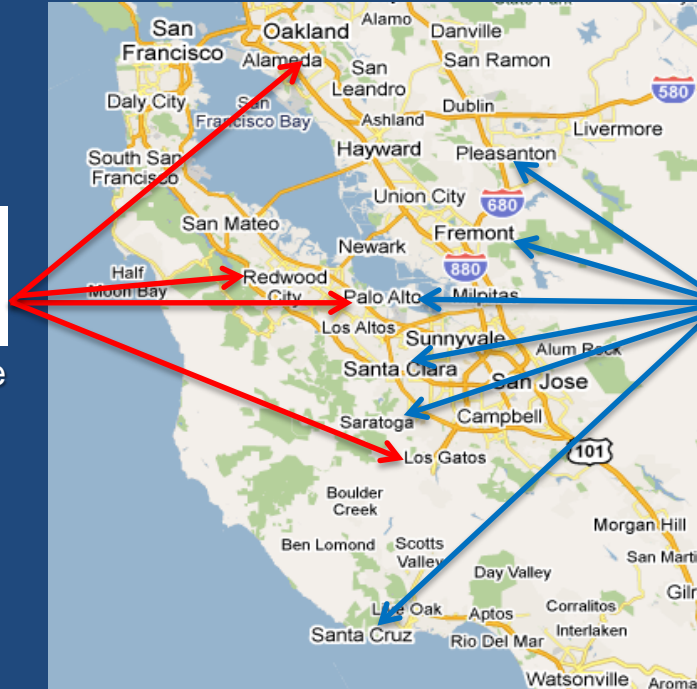 San
Francisco
Oakland
Alamo
Danville
Alameda
San
Leandro
San Ramon
580
Daly City
San
Francisco Bay
Ashland
Dublin
Livermore
Hayward
Pleasanton
South San
Francisco
Union City
680
San Mateo
Fremont
Newark
880
Half
Moon Bay
Redwood
City
Palo Alto
Milpitas
Los Altos
Sunnyvale
Alum Rock
Santa Clara
San Jose
Saratoga
Campbell
Los Gatos
101
Boulder
Creek
Morgan Hill
Ben Lomond
Scotts
Valley
San Marti
Day Valley
Gilr
Live Oak
Aptos
Corralitos
Santa Cruz
Rio Del Mar
Interlaken
Watsonville
Aroma
e